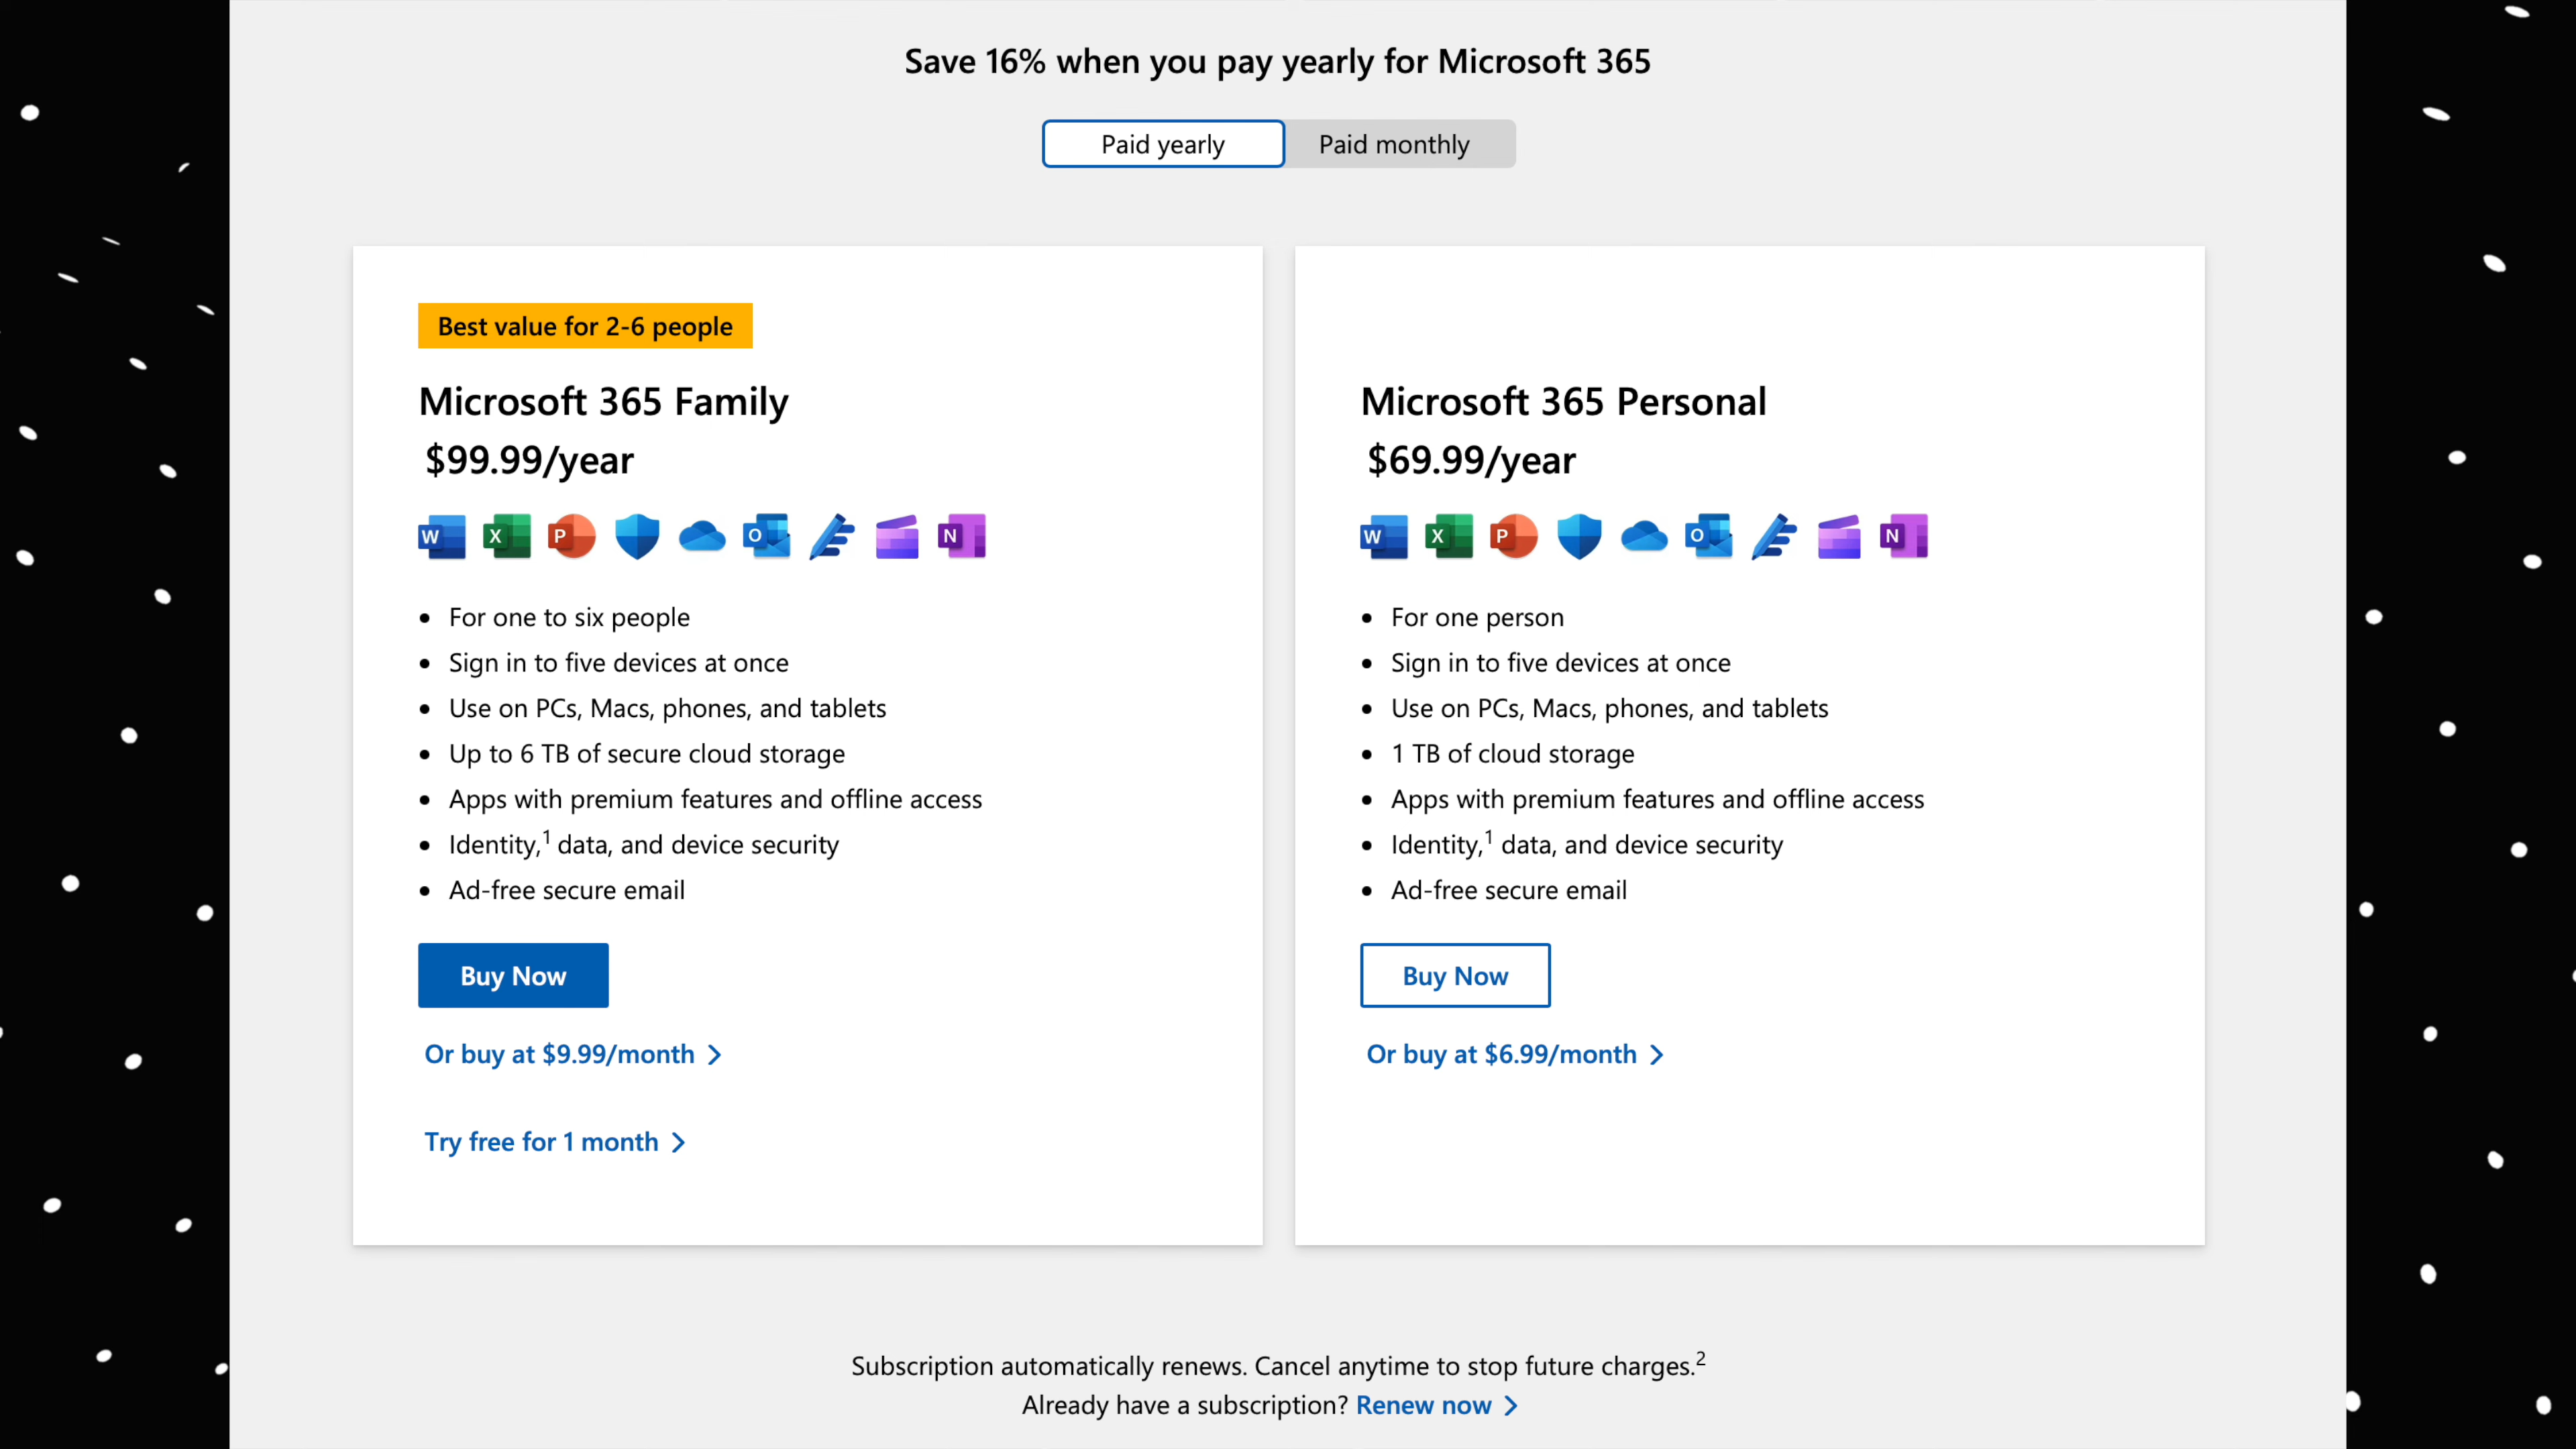 Save 16% when you pay yearly for Microsoft 365
Paid yearly
Paid monthly
Best value for 2-6 people
Microsoft 365 Family
$99.99/year
W X P O N
For one to six people
Sign in to five devices at once
Use on PCs, Macs, phones, and tablets
Up to 6 TB of secure cloud storage
Apps with premium features and offline access
Identity,¹ data, and device security
Ad-free secure email
Buy Now
Or buy at $9.99/month
Try free for 1 month
Microsoft 365 Personal
$69.99/year
W X P O N
For one person
Sign in to five devices at once
Use on PCs, Macs, phones, and tablets
1 TB of cloud storage
Apps with premium features and offline access
Identity,¹ data, and device security
Ad-free secure email
Buy Now
Or buy at $6.99/month
Subscription automatically renews. Cancel anytime to stop future charges.²
Already have a subscription? Renew now